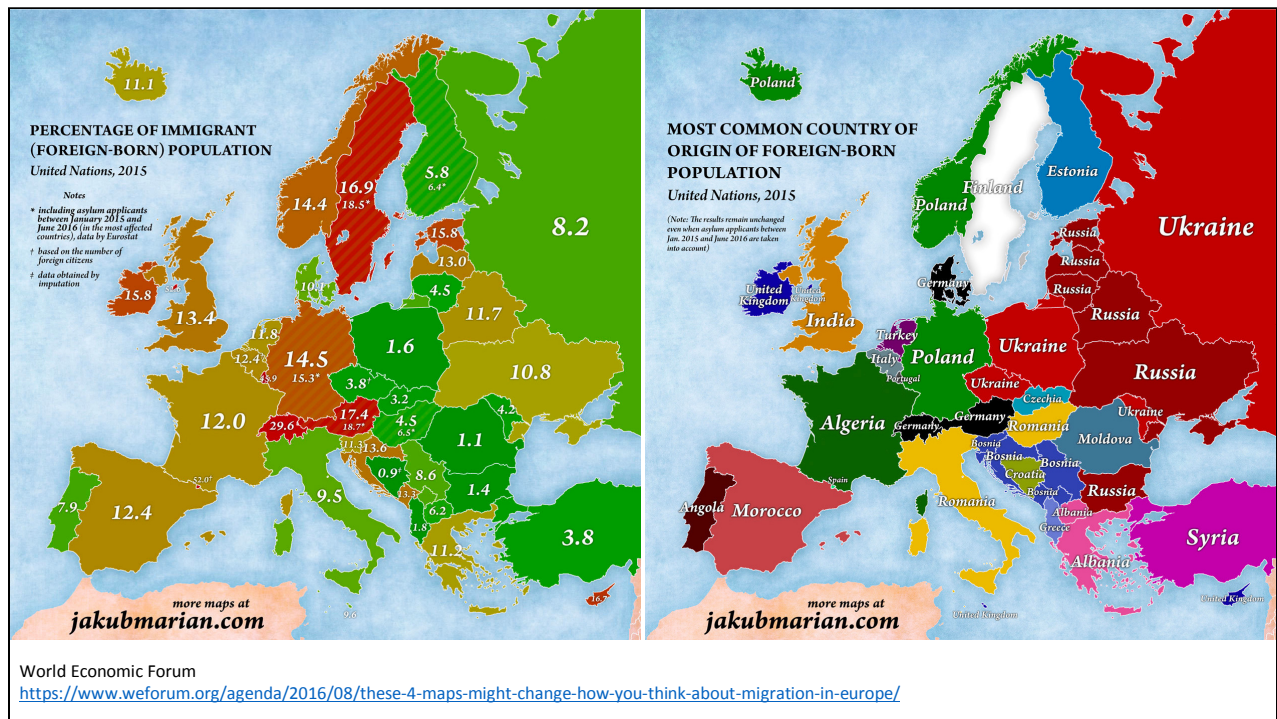 11.1
PERCENTAGE OF IMMIGRANT
(FOREIGN-BORN) POPULATION
United Nations, 2015
Notes
* including asylum applicants
between January 2015 and
June 2016 (in the most affected
countries), data by Eurostat
† based on the number of
foreign citizens
‡ data obtained by
imputation
14.4
16.9
18.5*
5.8
6.4*
8.2
15.8
13.0
4.5
10.1†
15.8
13.4
11.8
12.4
14.5
15.3*
1.6
11.7
10.8
3.8†
3.2
12.0
29.6
17.4
18.7*
4.5
6.5*
4.2
1.1
11.3
13.6
0.9†
8.6
13.3
1.4
52.0†
9.5
6.2
1.8
11.2
7.9
12.4
3.8
16.7
9.6
more maps at
jakubmarian.com
Poland
MOST COMMON COUNTRY OF
ORIGIN OF FOREIGN-BORN
POPULATION
United Nations, 2015
(Note: The results remain unchanged
even when asylum applicants between
Jan. 2015 and June 2016 are taken
into account)
Poland
Finland
Estonia
Ukraine
Russia
Russia
Russia
Germany
United
Kingdom
United
Kingdom
India
Turkey
Italy
Portugal
Poland
Ukraine
Russia
Russia
Ukraine
Czechia
Algeria
Germany
Germany
Romania
Ukraine
Moldova
Bosnia
Bosnia
Croatia
Bosnia
Bosnia
Russia
Spain
Romania
Albania
Greece
Albania
Angola
Morocco
Syria
United Kingdom
United Kingdom
more maps at
jakubmarian.com
World Economic Forum
https://www.weforum.org/agenda/2016/08/these-4-maps-might-change-how-you-think-about-migration-in-europe/